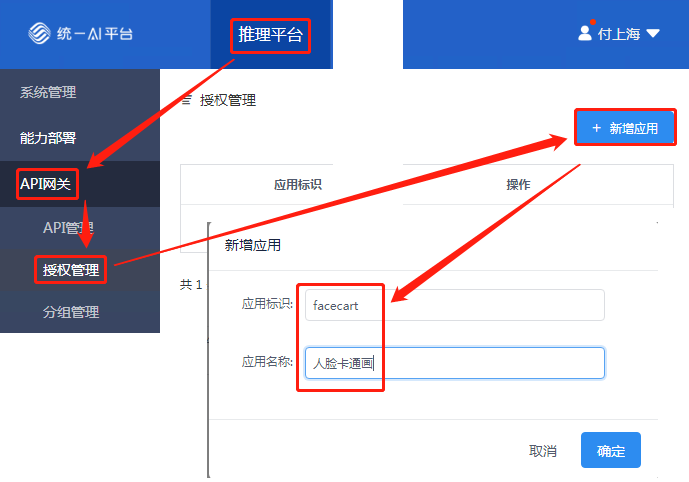 统一AI平台
推理平台
付上海
系统管理
能力部署
API网关
API管理
授权管理
分组管理
授权管理
+ 新增应用
应用标识 操作
共 1
新增应用
应用标识: facecart
应用名称: 人脸卡通画
取消 确定